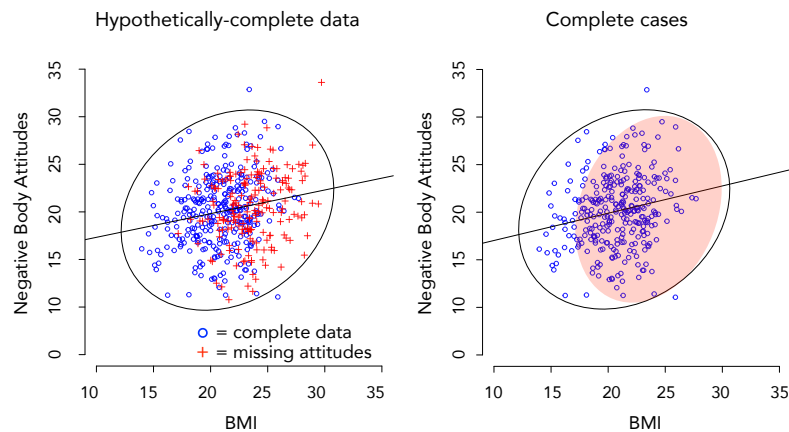 Hypothetically-complete data
Negative Body Attitudes
0 5 10 15 20 25 30 35
= complete data
= missing attitudes
10 15 20 25 30 35
BMI
Complete cases
Negative Body Attitudes
0 5 10 15 20 25 30 35
10 15 20 25 30 35
BMI